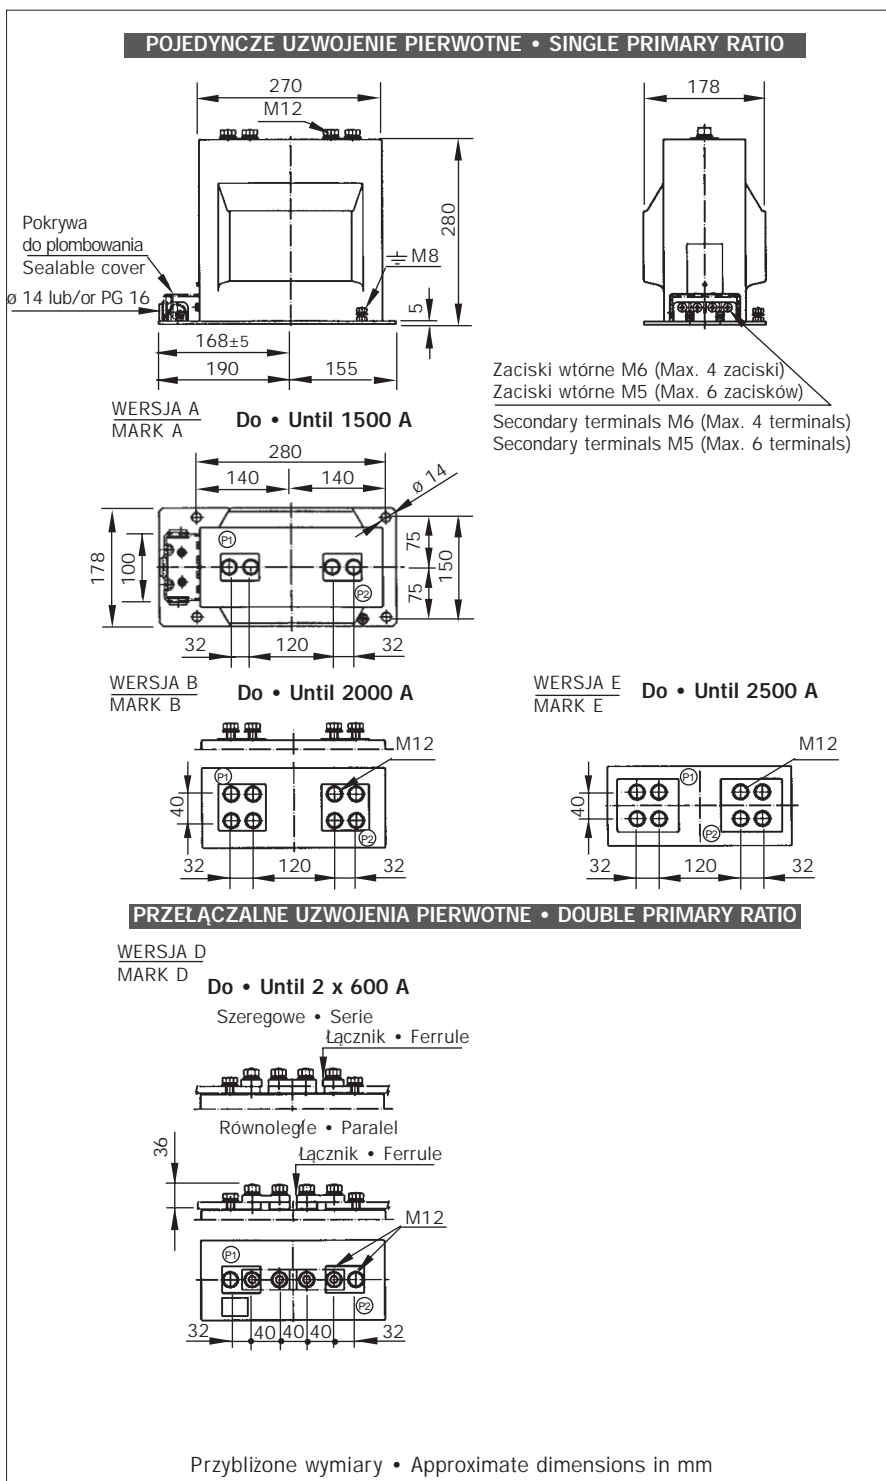 POJEDYNCZE UZWOJENIE PIERWOTNE • SINGLE PRIMARY RATIO
270
M12
178
280
Pokrywa
do plombowania
Sealable cover
M8
ø 14 lub/or PG 16
5
168±5
190
155
Zaciski wtórne M6 (Max. 4 zaciski)
Zaciski wtórne M5 (Max. 6 zacisków)
Secondary terminals M6 (Max. 4 terminals)
Secondary terminals M5 (Max. 6 terminals)
WERSJA A
MARK A
Do • Until 1500 A
280
140
140
ø 14
P1
178
100
75
150
75
P2
32
120
32
WERSJA B
MARK B
Do • Until 2000 A
M12
P1
40
P2
32
120
32
WERSJA E
MARK E
Do • Until 2500 A
M12
P1
40
P2
32
120
32
PRZEŁĄCZALNE UZWOJENIA PIERWOTNE • DOUBLE PRIMARY RATIO
WERSJA D
MARK D
Do • Until 2 x 600 A
Szeregowe • Serie
Łącznik • Ferrule
Równoległe • Paralel
36
Łącznik • Ferrule
M12
P1
P2
32
40
40
40
32
Przybliżone wymiary • Approximate dimensions in mm